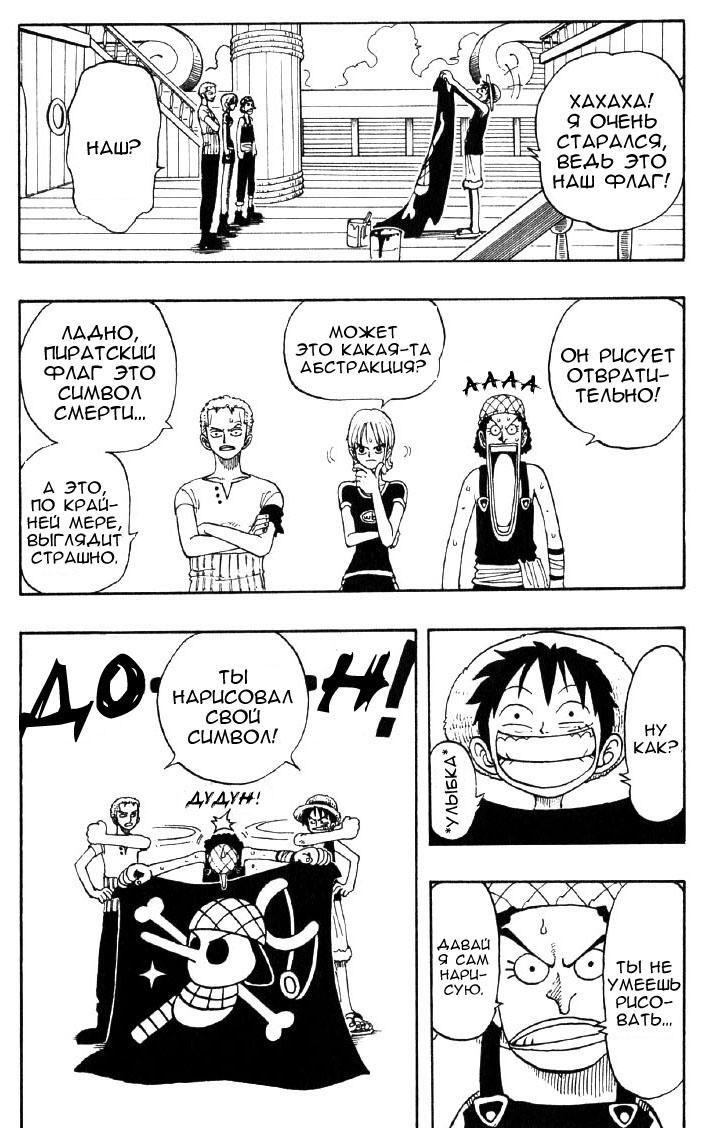 ХАХАХА!
Я ОЧЕНЬ
СТАРАЛСЯ,
ВЕДЬ ЭТО
НАШ ФЛАГ!
НАШ?
ОН РИСУЕТ
ОТВРАТИ-
ТЕЛЬНО!
АААА
МОЖЕТ
ЭТО КАКАЯ-ТА
АБСТРАКЦИЯ?
ЛАДНО,
ПИРАТСКИЙ
ФЛАГ ЭТО
СИМВОЛ
СМЕРТИ...
А ЭТО,
ПО КРАЙ-
НЕЙ МЕРЕ,
ВЫГЛЯДИТ
СТРАШНО.
НУ
КАК?
*УЛЫБКА*
ТЫ НЕ
УМЕЕШЬ
РИСО-
ВАТЬ...
ДАВАЙ
Я САМ
НАРИ-
СУЮ.
ДО-Н!
ТЫ
НАРИСОВАЛ
СВОЙ
СИМВОЛ!
ДУДУН!